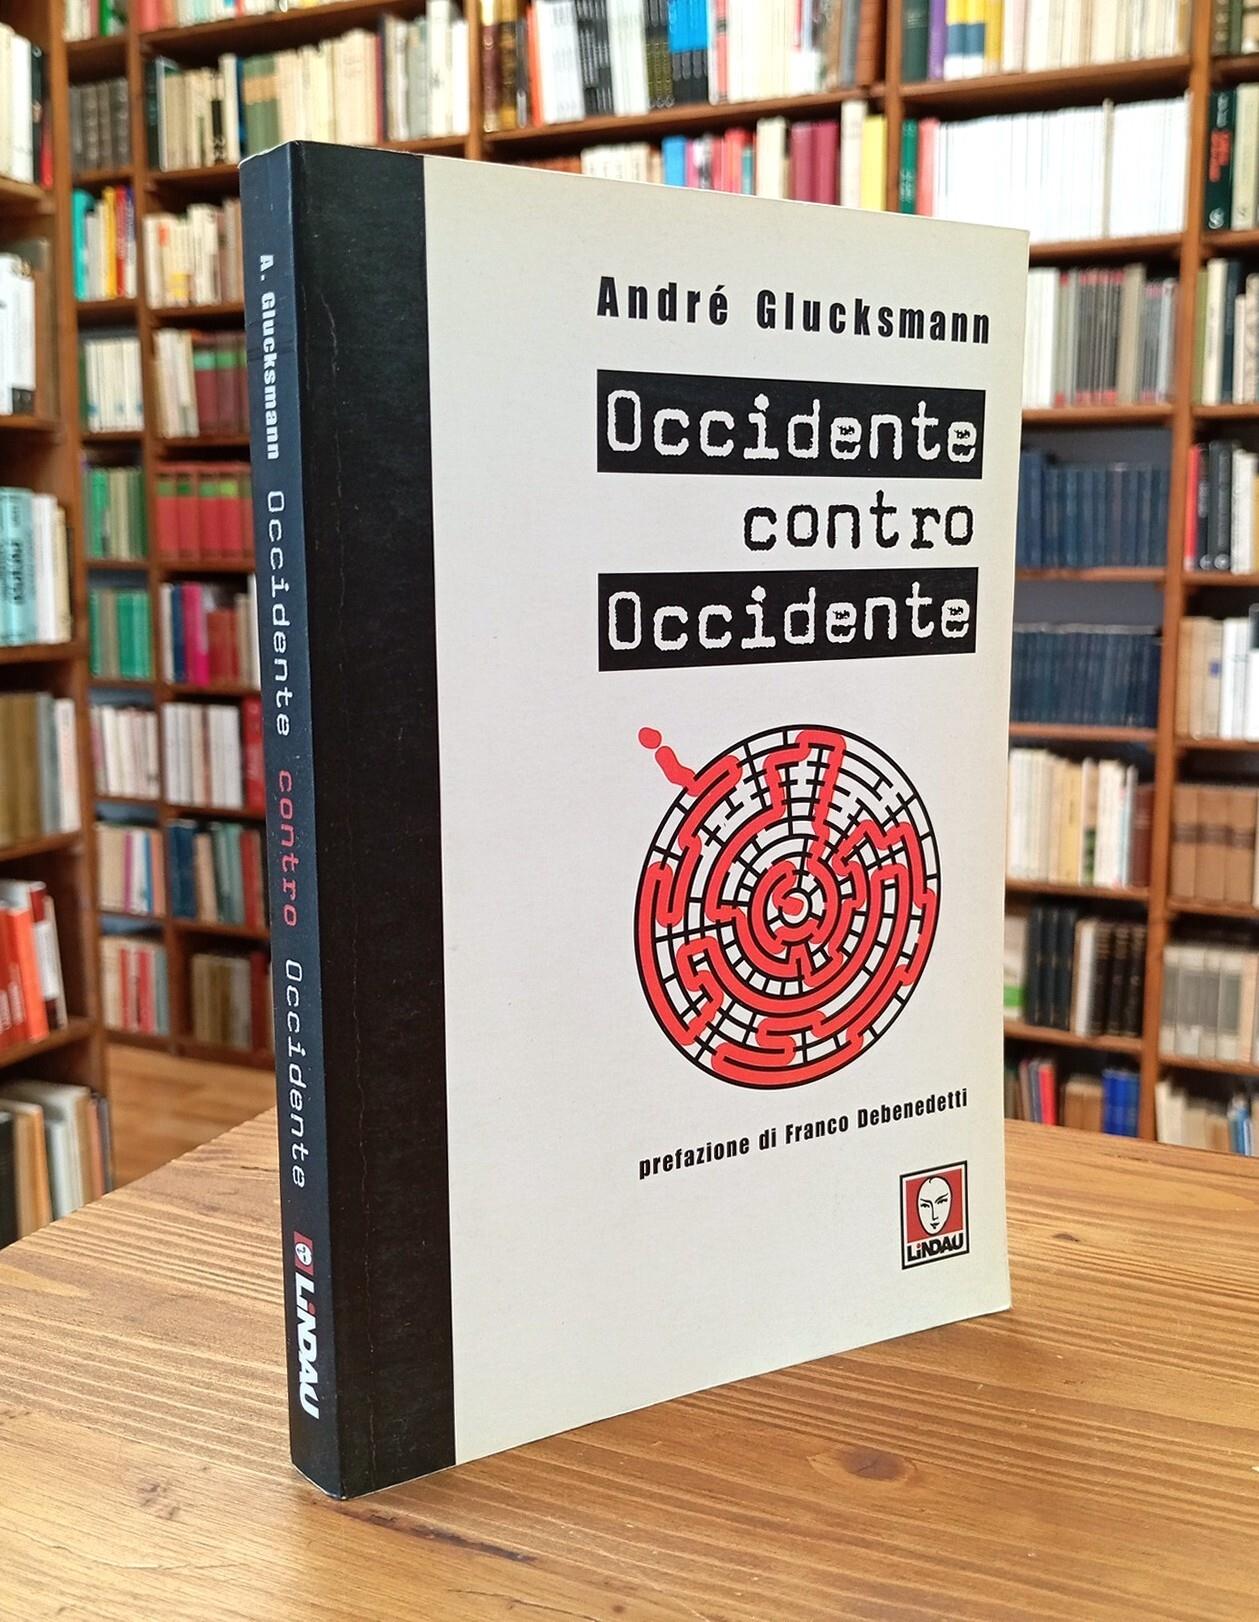 A. Glucksmann Occidente contro Occidente LiNDAU
André Glucksmann
Occidente
contro
Occidente
prefazione di Franco Debenedetti
LiNDAU